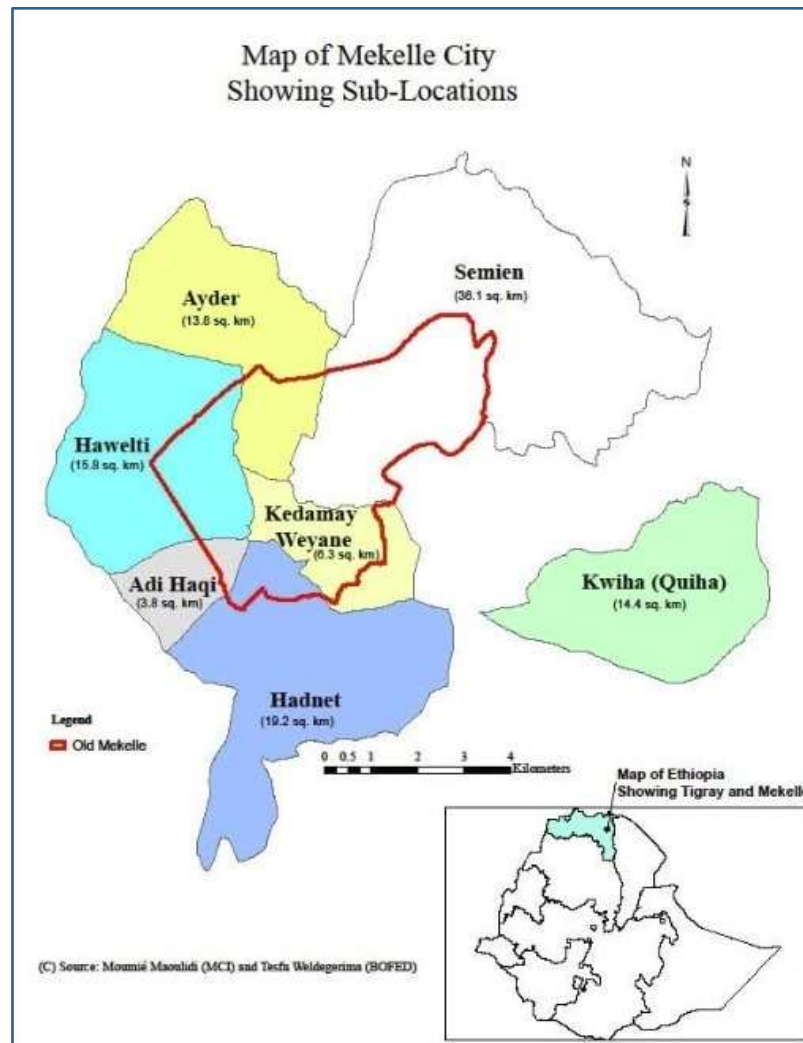 Map of Mekelle City
Showing Sub-Locations
N
S
Semien
(36.1 sq. km)
Ayder
(13.8 sq. km)
Hawelti
(15.8 sq. km)
Kedamay
Weyane
(6.3 sq. km)
Adi Haqi
(3.8 sq. km)
Kwiha (Quiha)
(14.4 sq. km)
Hadnet
(19.2 sq. km)
Legend
Old Mekelle
0 0.5 1 2 3 4
Kilometers
Map of Ethiopia
Showing Tigray and Mekelle
(C) Source: Moumié Maoulidi (MCI) and Tesfu Weldegerima (BOFED)